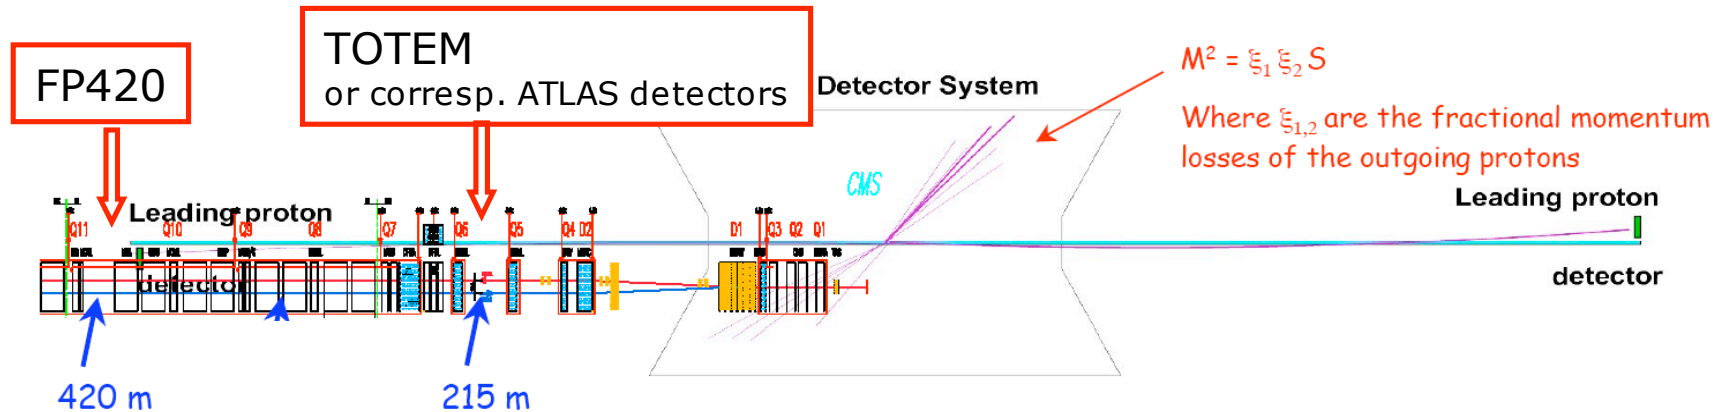 FP420
TOTEM
or corresp. ATLAS detectors
Detector System
M² = ξ₁ ξ₂ S
Where ξ₁,₂ are the fractional momentum
losses of the outgoing protons
CMS
Leading proton
Leading proton
Q11 Q10 Q9 Q8 Q7 Q6 Q5 Q4 D2 D1 Q3 Q2 Q1
detector
detector
420 m
215 m